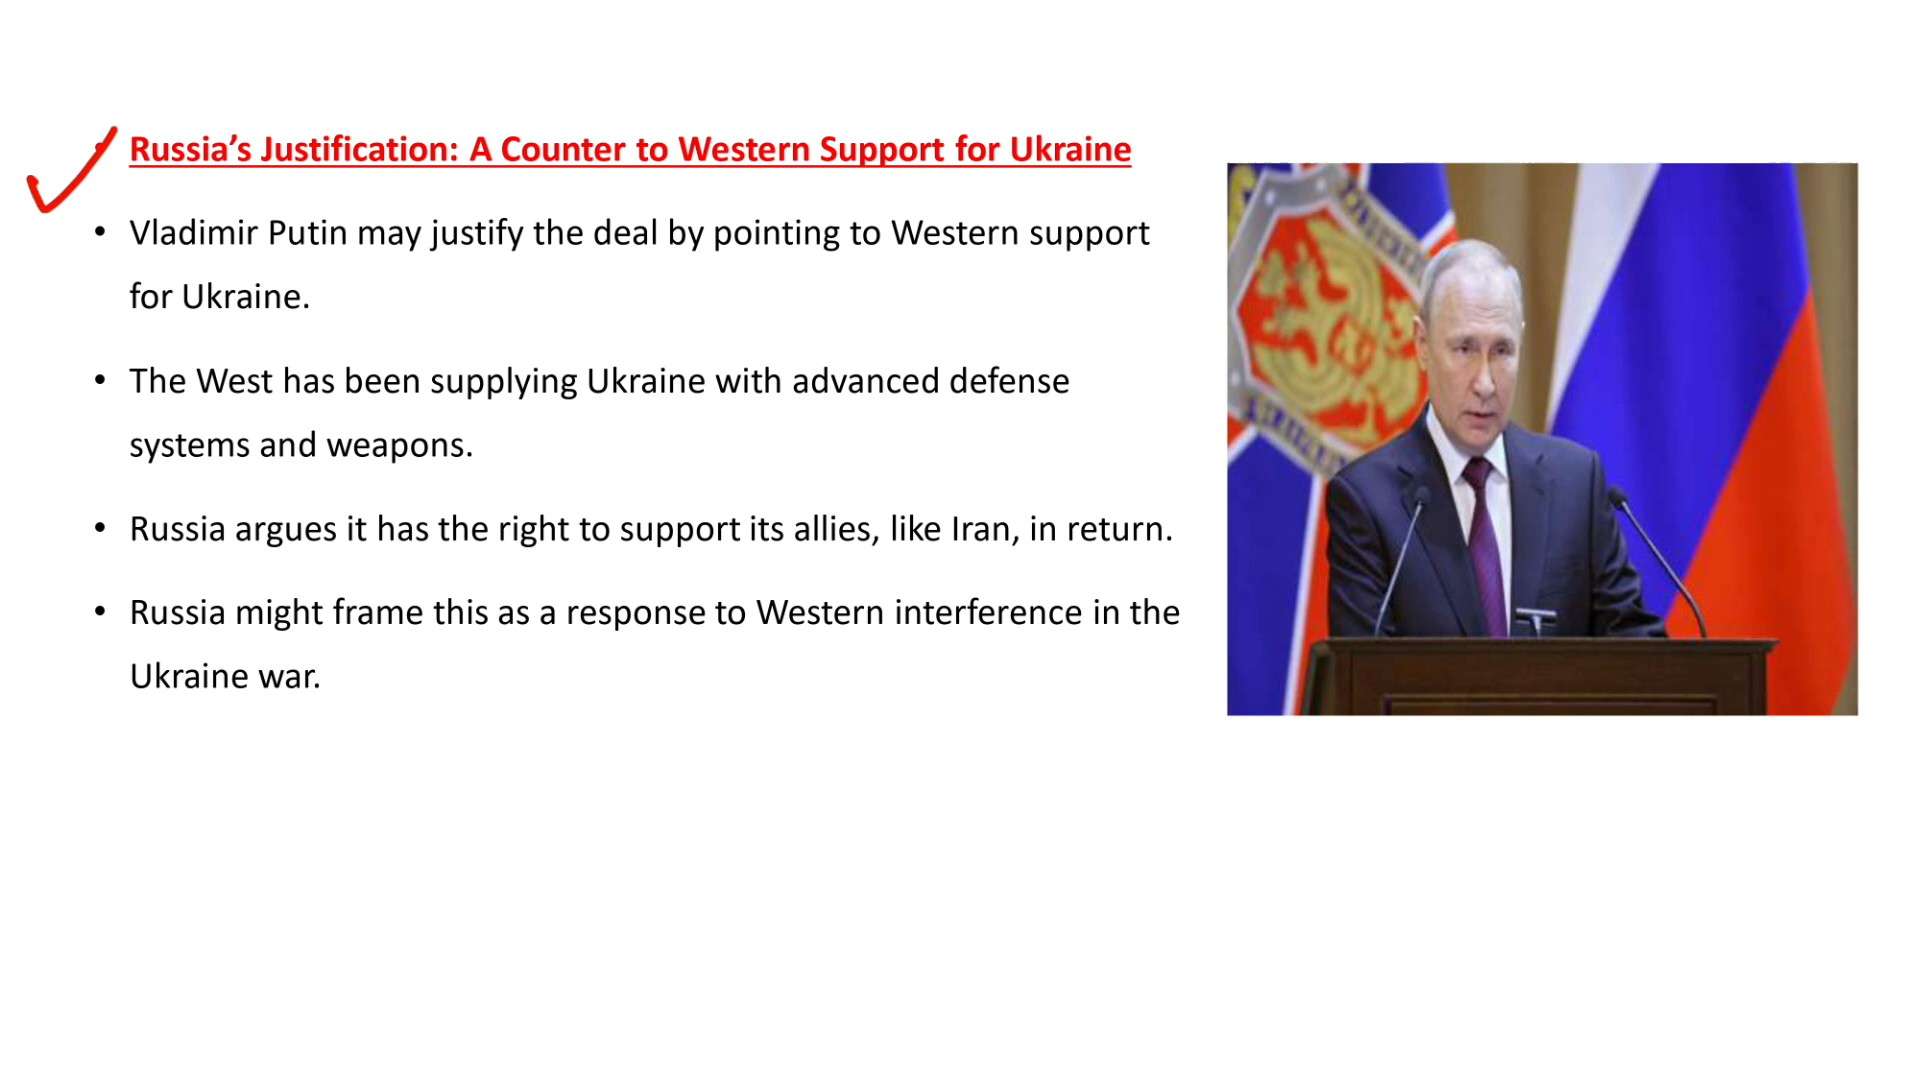 • Russia’s Justification: A Counter to Western Support for Ukraine
• Vladimir Putin may justify the deal by pointing to Western support
for Ukraine.
• The West has been supplying Ukraine with advanced defense
systems and weapons.
• Russia argues it has the right to support its allies, like Iran, in return.
• Russia might frame this as a response to Western interference in the
Ukraine war.